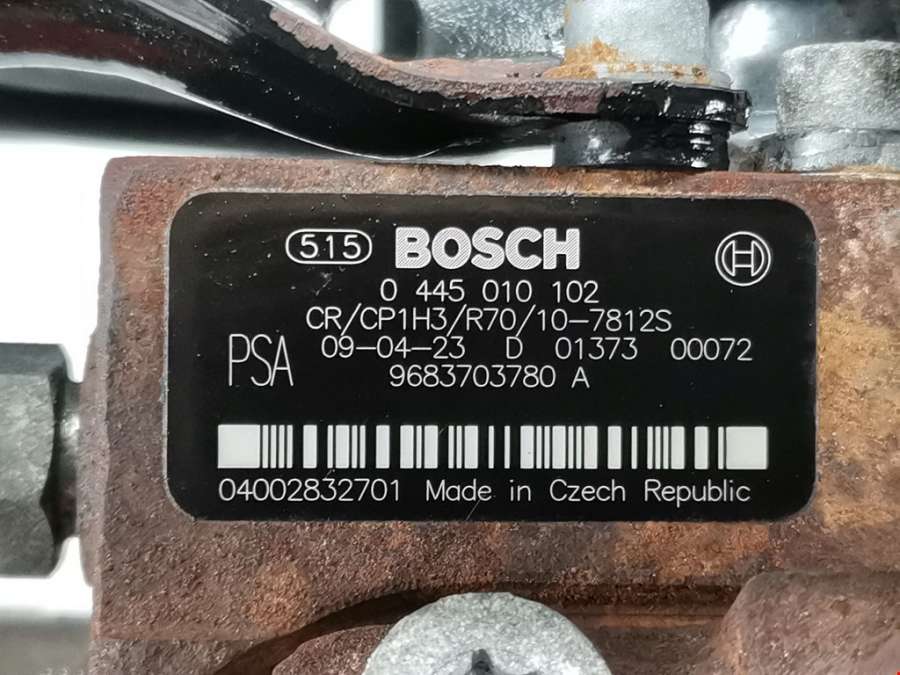 515 BOSCH
0 445 010 102
CR/CP1H3/R70/10-7812S
PSA 09-04-23 D 01373 00072
9683703780 A
04002832701 Made in Czech Republic